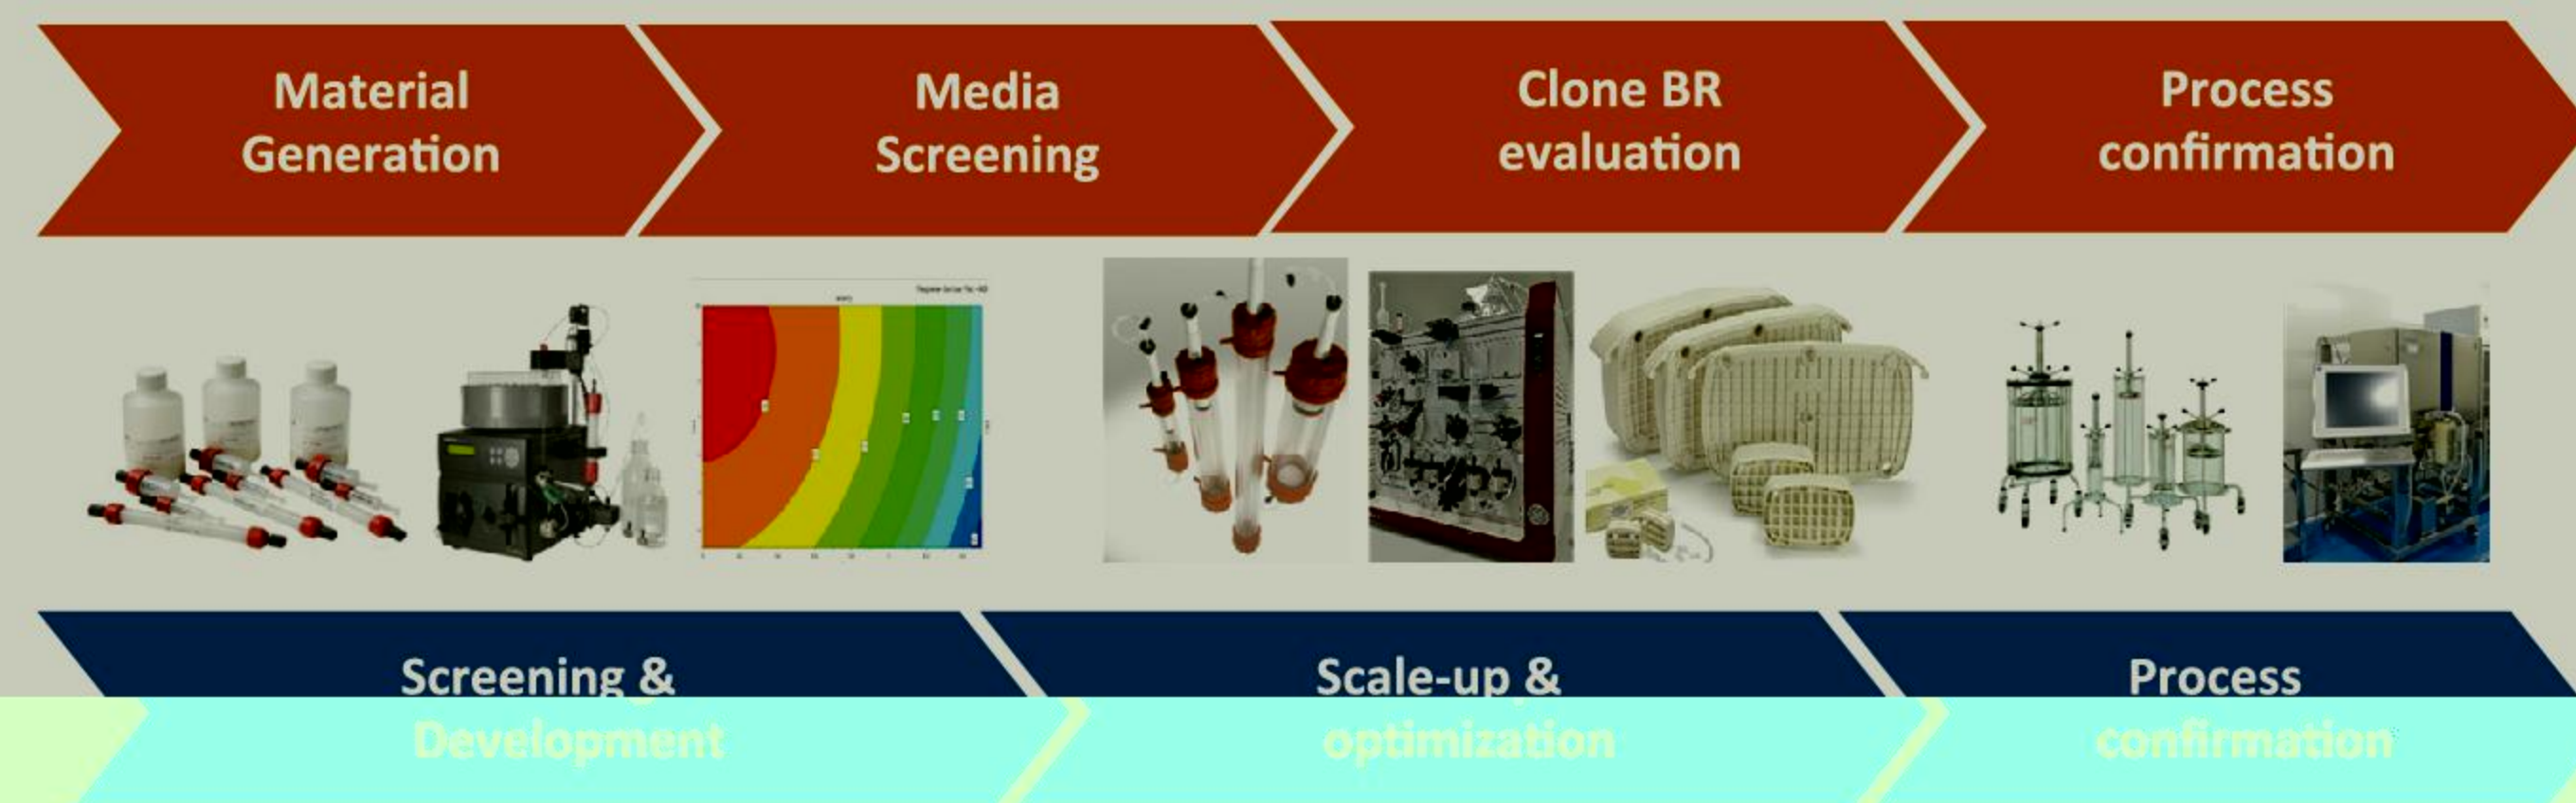 Material
Generation
Media
Screening
Clone BR
evaluation
Process
confirmation
Screening &
Development
Scale-up &
optimization
Process
confirmation